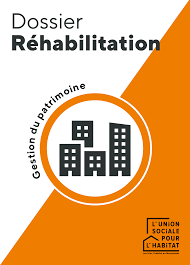 Dossier
Réhabilitation
Gestion du patrimoine
L'UNION
SOCIALE
POUR
L'HABITAT